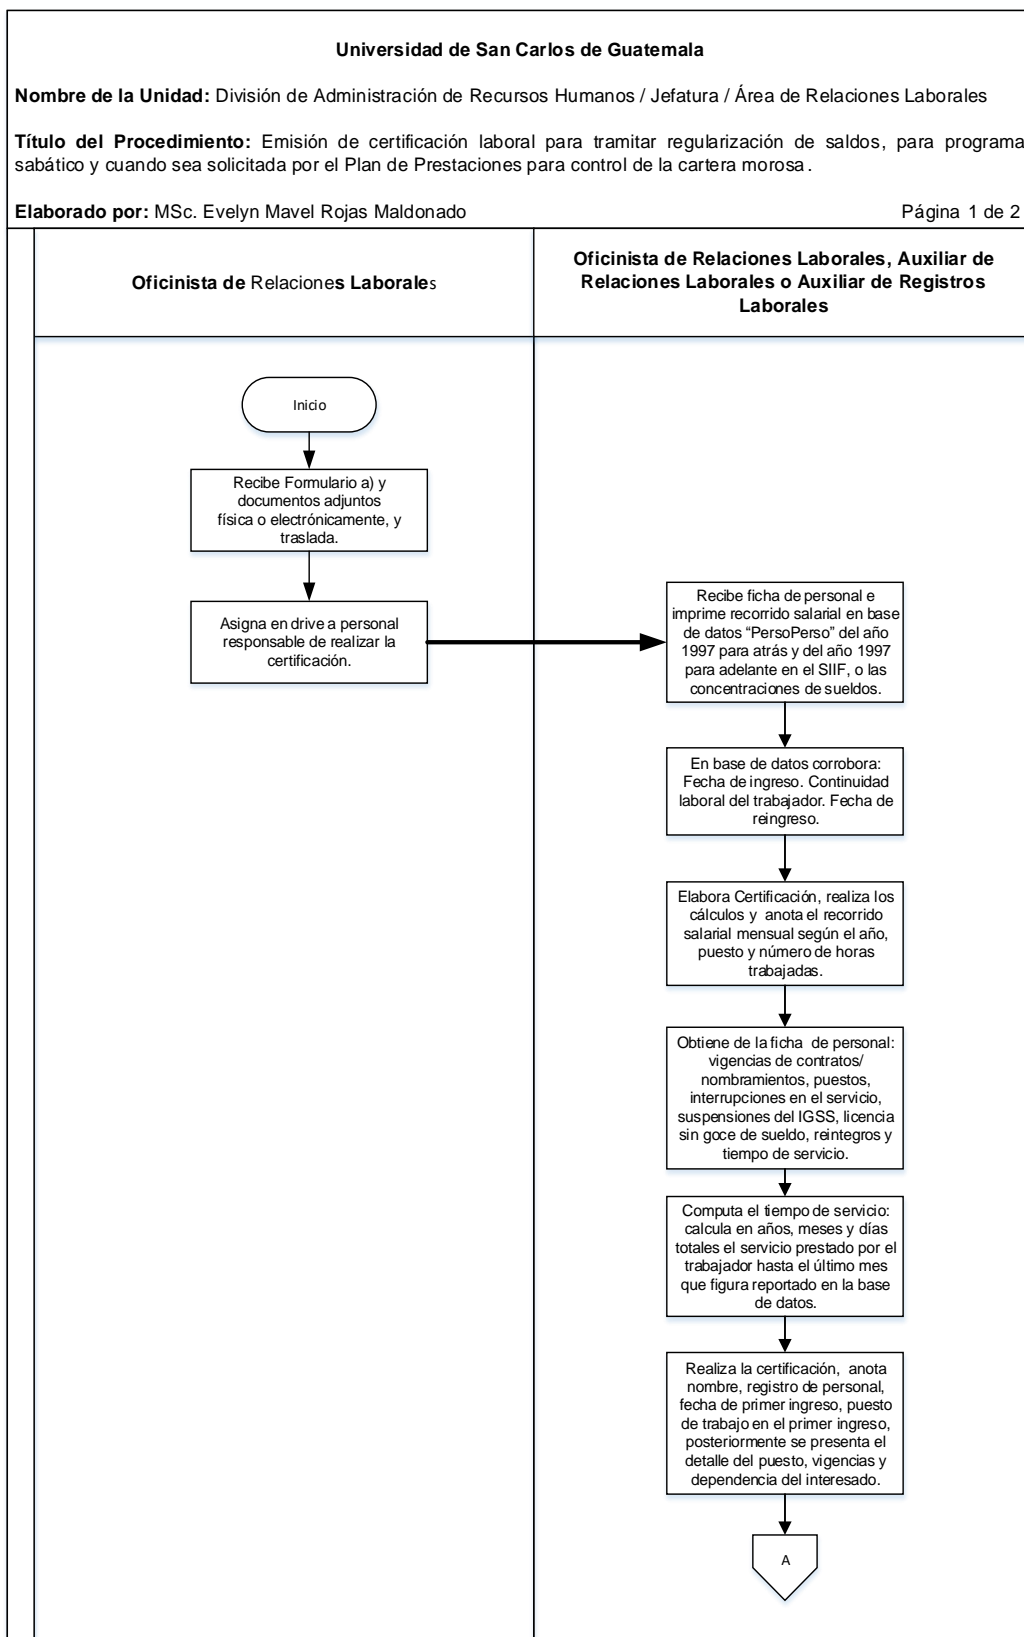 Universidad de San Carlos de Guatemala
Nombre de la Unidad: División de Administración de Recursos Humanos / Jefatura / Área de Relaciones Laborales
Título del Procedimiento: Emisión de certificación laboral para tramitar regularización de saldos, para programa
sabático y cuando sea solicitada por el Plan de Prestaciones para control de la cartera morosa.
Elaborado por: MSc. Evelyn Mavel Rojas Maldonado Página 1 de 2
Oficinista de Relaciones Laborales
Oficinista de Relaciones Laborales, Auxiliar de
Relaciones Laborales o Auxiliar de Registros
Laborales
Inicio
Recibe Formulario a) y
documentos adjuntos
física o electrónicamente, y
traslada.
Asigna en drive a personal
responsable de realizar la
certificación.
Recibe ficha de personal e
imprime recorrido salarial en base
de datos “PersoPerso” del año
1997 para atrás y del año 1997
para adelante en el SIIF, o las
concentraciones de sueldos.
En base de datos corrobora:
Fecha de ingreso. Continuidad
laboral del trabajador. Fecha de
reingreso.
Elabora Certificación, realiza los
cálculos y anota el recorrido
salarial mensual según el año,
puesto y número de horas
trabajadas.
Obtiene de la ficha de personal:
vigencias de contratos/
nombramientos, puestos,
interrupciones en el servicio,
suspensiones del IGSS, licencia
sin goce de sueldo, reintegros y
tiempo de servicio.
Computa el tiempo de servicio:
calcula en años, meses y días
totales el servicio prestado por el
trabajador hasta el último mes
que figura reportado en la base
de datos.
Realiza la certificación, anota
nombre, registro de personal,
fecha de primer ingreso, puesto
de trabajo en el primer ingreso,
posteriormente se presenta el
detalle del puesto, vigencias y
dependencia del interesado.
A